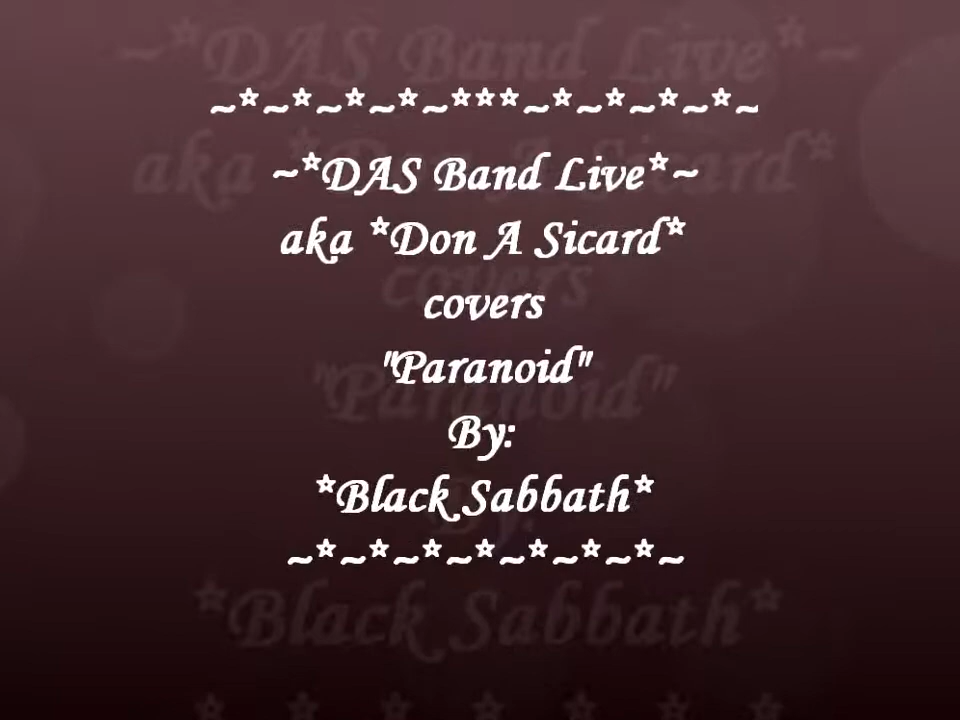 ~*~*~*~*~***~*~*~*~*~
~*DAS Band Live*~
aka *Don A Sicard*
covers
"Paranoid"
By:
*Black Sabbath*
~*~*~*~*~*~*~*~